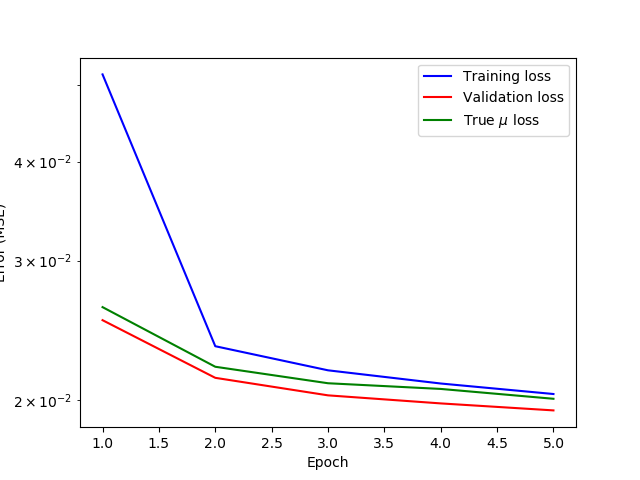 Training loss
Validation loss
True μ loss
4 × 10⁻²
3 × 10⁻²
2 × 10⁻²
1.0 1.5 2.0 2.5 3.0 3.5 4.0 4.5 5.0
Epoch
Error (MSE)